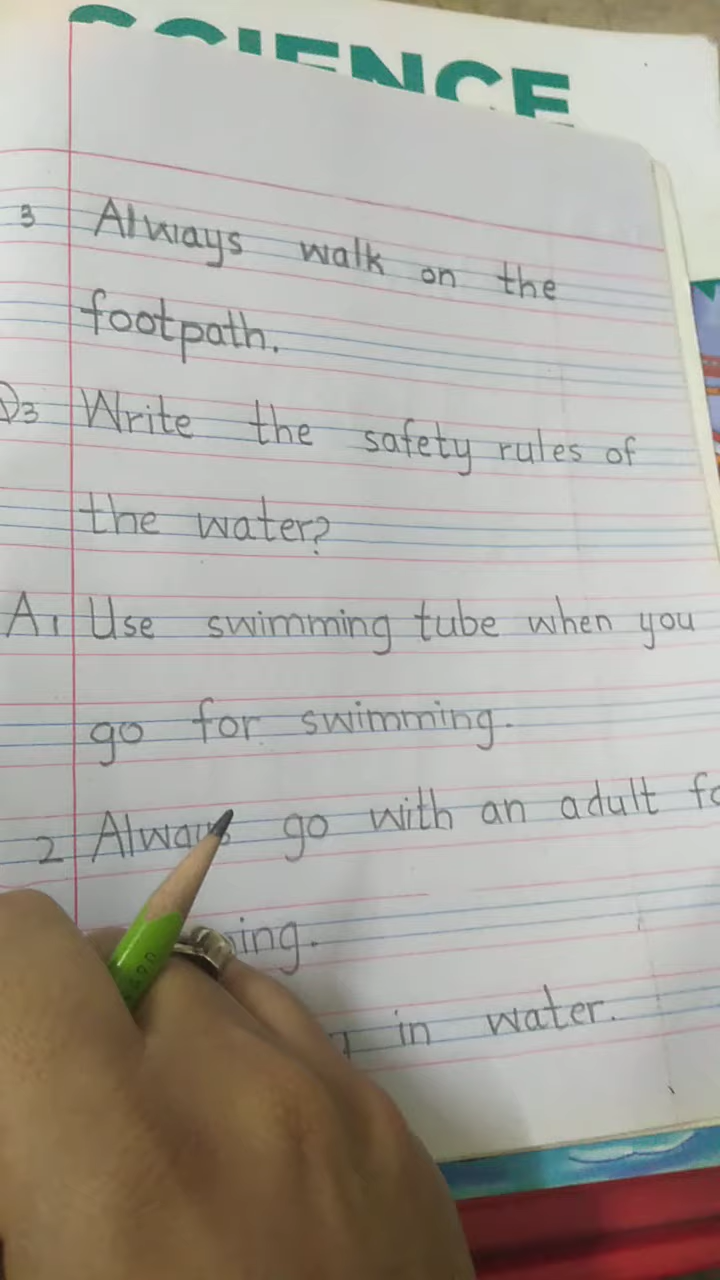 SCIENCE
3 Always walk on the
footpath.
Q3 Write the safety rules of
the water?
A1 Use swimming tube when you
go for swimming.
2 Always go with an adult
in water.